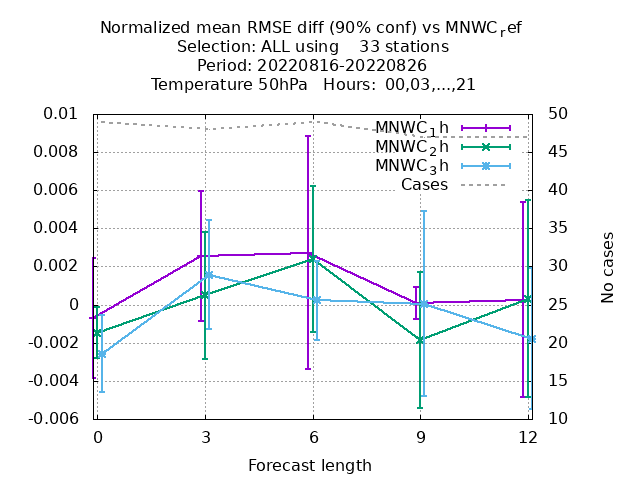 Normalized mean RMSE diff (90% conf) vs MNWC_ref
Selection: ALL using    33 stations
Period: 20220816-20220826
Temperature 50hPa   Hours:  00,03,...,21
MNWC_1h
MNWC_2h
MNWC_3h
Cases
0.01
0.008
0.006
0.004
0.002
0
-0.002
-0.004
-0.006
50
45
40
35
30
25
20
15
10
No cases
0 3 6 9 12
Forecast length